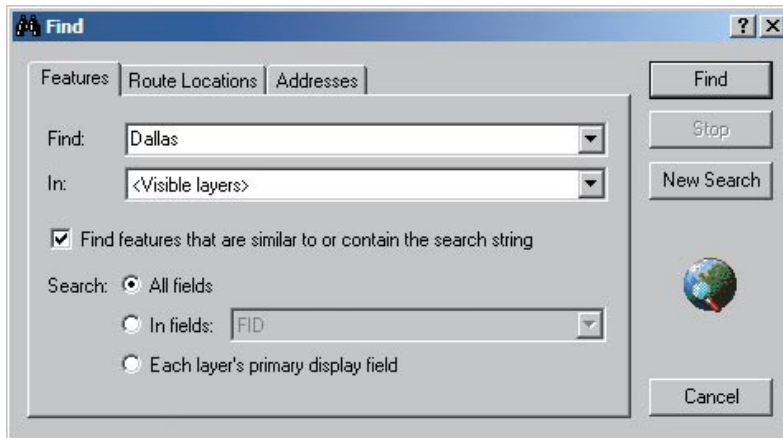 Find
Features Route Locations Addresses
Find: Dallas
In: <Visible layers>
Find features that are similar to or contain the search string
Search: All fields
In fields: FID
Each layer's primary display field
Find
Stop
New Search
Cancel